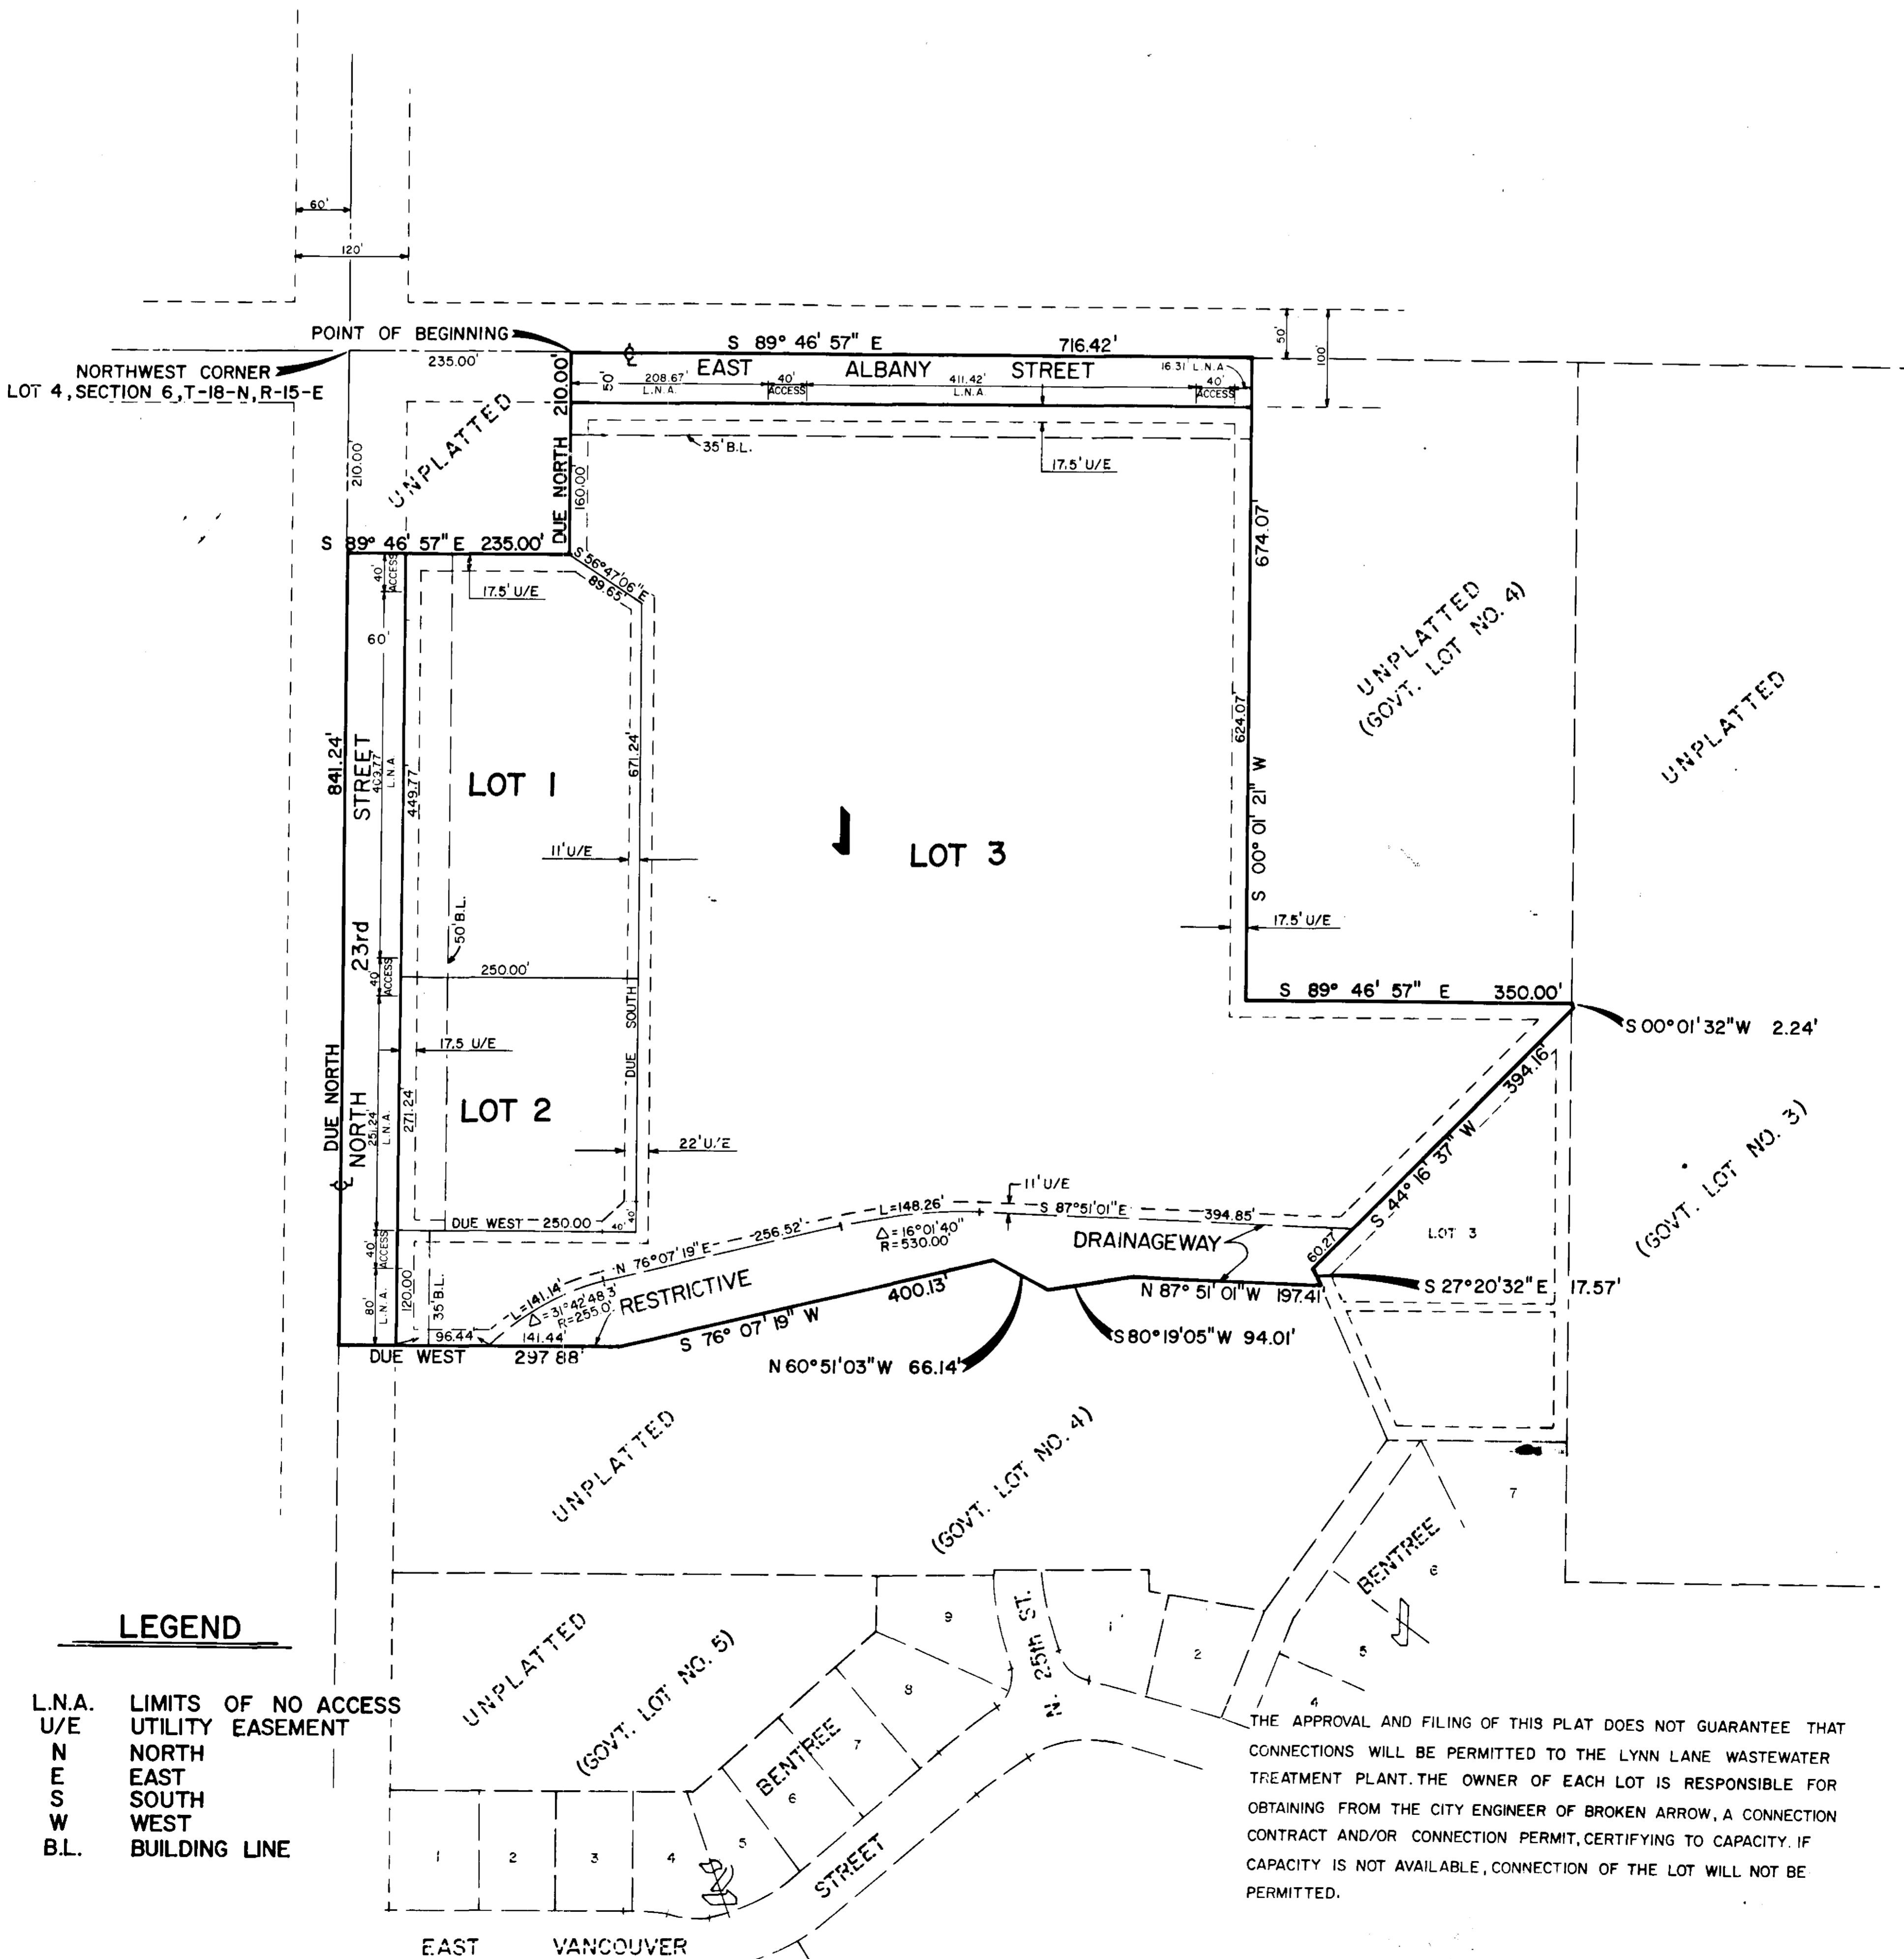 60'
120'
POINT OF BEGINNING
235.00'
NORTHWEST CORNER
LOT 4, SECTION 6, T-18-N, R-15-E
S 89° 46' 57" E 716.42'
EAST ALBANY STREET
50'
100'
50'
208.67'
L.N.A.
40'
ACCESS
411.42'
L.N.A.
16.31' L.N.A.
40'
ACCESS
DUE NORTH 210.00'
160.00'
210.00'
UNPLATTED
35' B.L.
17.5' U/E
S 89° 46' 57" E 235.00'
40'
ACCESS
17.5' U/E
S 56°47'06" E
89.65'
60'
674.07'
624.07'
S 00° 01' 21" W
UNPLATTED
(GOVT. LOT NO. 4)
UNPLATTED
841.24'
STREET
409.77'
L.N.A.
449.77'
LOT 1
671.24'
1
LOT 3
11' U/E
50' B.L.
23rd
17.5' U/E
40'
ACCESS
250.00'
S 89° 46' 57" E 350.00'
S 00°01'32" W 2.24'
DUE SOUTH
17.5 U/E
DUE NORTH
NORTH
251.24'
L.N.A.
271.24'
LOT 2
22' U/E
394.16'
S 44° 16' 37" W
(GOVT. LOT NO. 3)
11' U/E
DUE WEST 250.00
40'
40'
L=148.26'
S 87°51'01" E 394.85'
Δ=16°01'40"
R=530.00'
256.52'
N 76°07'19" E
DRAINAGEWAY
60.27'
LOT 3
40'
ACCESS
L=141.14'
Δ=31°42'48.3"
R=255.0'
RESTRICTIVE
80'
L.N.A.
120.00'
35' B.L.
96.44'
141.44'
DUE WEST 297.88'
S 76° 07' 19" W 400.13'
N 87° 51' 01" W 197.41'
S 27°20'32" E 17.57'
S 80°19'05" W 94.01'
N 60°51'03" W 66.14'
UNPLATTED
(GOVT. LOT NO. 4)
7
BENTREE
6
5
4
1
9
1
2
N. 25th ST.
8
UNPLATTED
(GOVT. LOT NO. 5)
7
BENTREE
6
5
1
2
3
4
2
STREET
EAST VANCOUVER
LEGEND
L.N.A. LIMITS OF NO ACCESS
U/E UTILITY EASEMENT
N NORTH
E EAST
S SOUTH
W WEST
B.L. BUILDING LINE
THE APPROVAL AND FILING OF THIS PLAT DOES NOT GUARANTEE THAT
CONNECTIONS WILL BE PERMITTED TO THE LYNN LANE WASTEWATER
TREATMENT PLANT. THE OWNER OF EACH LOT IS RESPONSIBLE FOR
OBTAINING FROM THE CITY ENGINEER OF BROKEN ARROW, A CONNECTION
CONTRACT AND/OR CONNECTION PERMIT, CERTIFYING TO CAPACITY. IF
CAPACITY IS NOT AVAILABLE, CONNECTION OF THE LOT WILL NOT BE
PERMITTED.